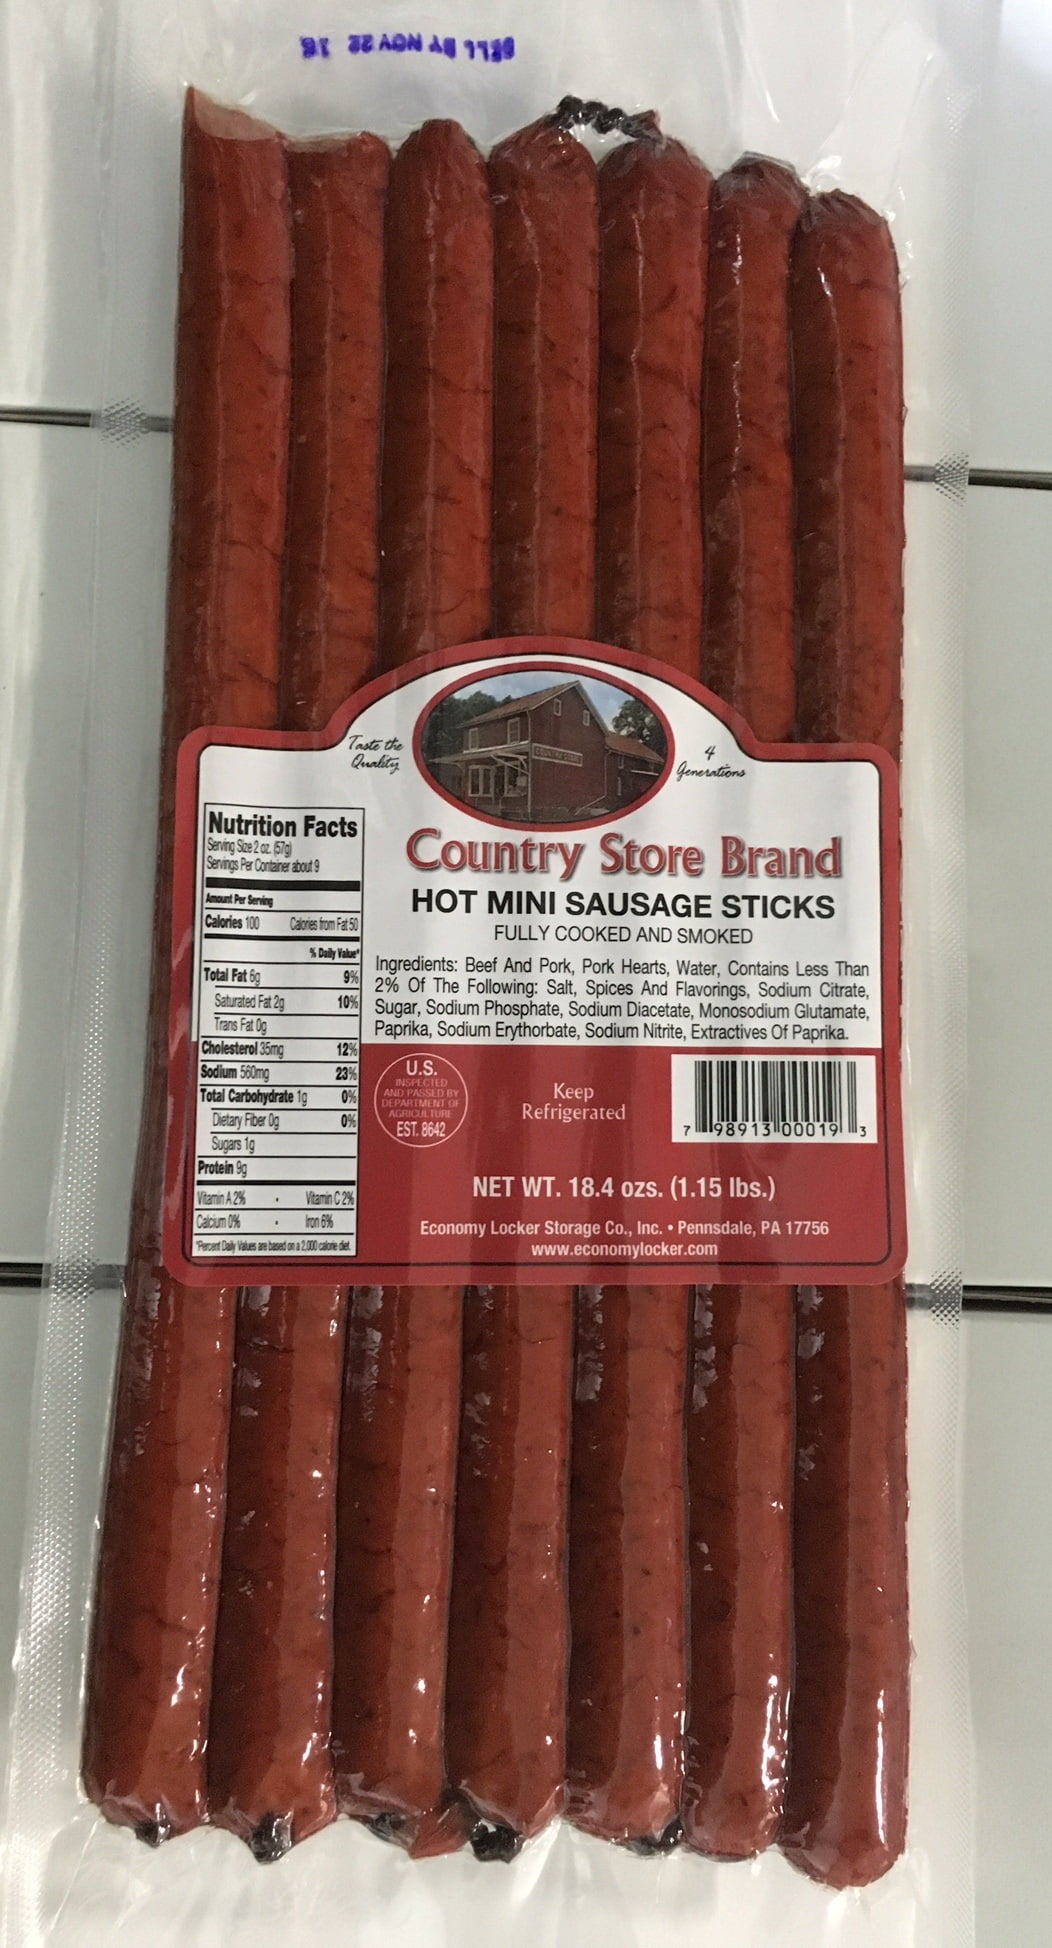 SELL BY NOV 22 16
Taste the
Quality
4
Generations
COUNTRY STORE
Country Store Brand
HOT MINI SAUSAGE STICKS
FULLY COOKED AND SMOKED
Ingredients: Beef And Pork, Pork Hearts, Water, Contains Less Than
2% Of The Following: Salt, Spices And Flavorings, Sodium Citrate,
Sugar, Sodium Phosphate, Sodium Diacetate, Monosodium Glutamate,
Paprika, Sodium Erythorbate, Sodium Nitrite, Extractives Of Paprika.
Nutrition Facts
Serving Size 2 oz. (57g)
Servings Per Container about 9
Amount Per Serving
Calories 100 Calories from Fat 50
% Daily Value*
Total Fat 6g 9%
Saturated Fat 2g 10%
Trans Fat 0g
Cholesterol 35mg 12%
Sodium 560mg 23%
Total Carbohydrate 1g 0%
Dietary Fiber 0g 0%
Sugars 1g
Protein 9g
Vitamin A 2% • Vitamin C 2%
Calcium 0% • Iron 6%
*Percent Daily Values are based on a 2,000 calorie diet.
U.S.
INSPECTED
AND PASSED BY
DEPARTMENT OF
AGRICULTURE
EST. 8642
Keep
Refrigerated
7 98913 00019 3
NET WT. 18.4 ozs. (1.15 lbs.)
Economy Locker Storage Co., Inc. • Pennsdale, PA 17756
www.economylocker.com